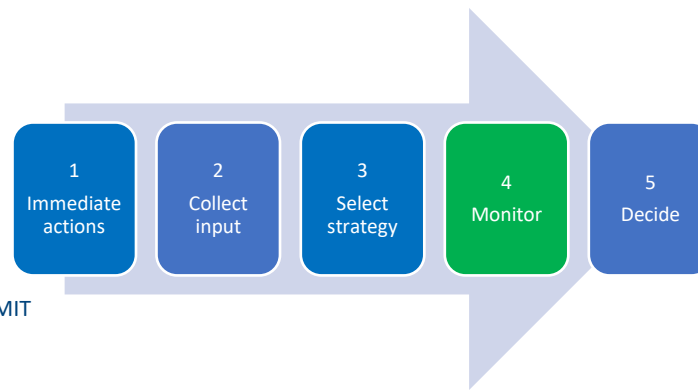 1
Immediate
actions
2
Collect
input
3
Select
strategy
4
Monitor
5
Decide
MIT